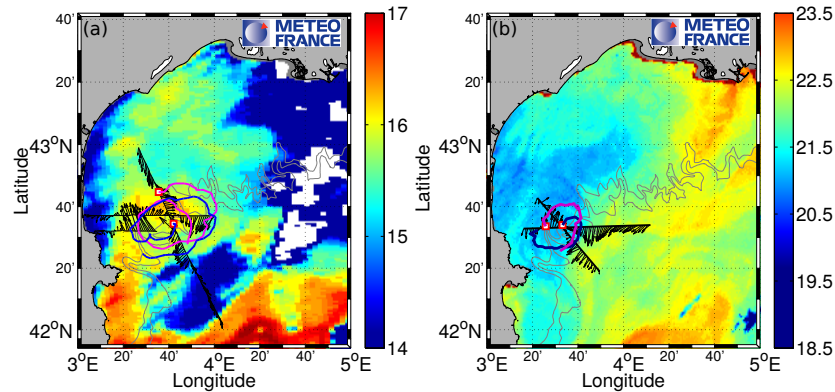 (a)
METEO
FRANCE
40'
20'
43°N
40'
20'
42°N
Latitude
3°E
20'
40'
4°E
20'
40'
5°E
Longitude
17
16
15
14
(b)
METEO
FRANCE
40'
20'
43°N
40'
20'
42°N
Latitude
3°E
20'
40'
4°E
20'
40'
5°E
Longitude
23.5
22.5
21.5
20.5
19.5
18.5